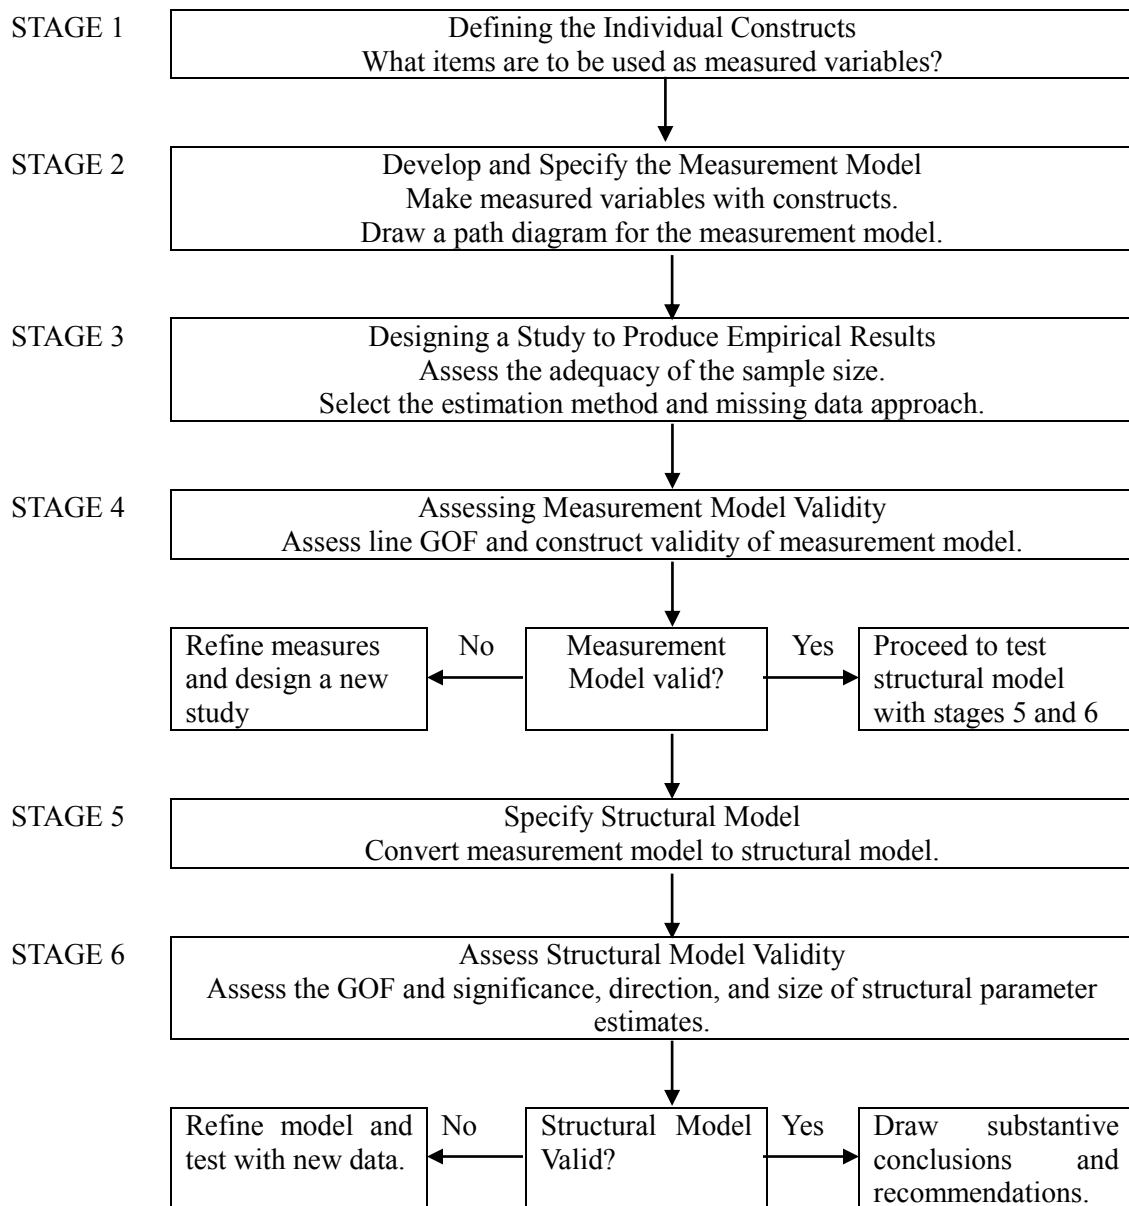 STAGE 1
Defining the Individual Constructs
What items are to be used as measured variables?
STAGE 2
Develop and Specify the Measurement Model
Make measured variables with constructs.
Draw a path diagram for the measurement model.
STAGE 3
Designing a Study to Produce Empirical Results
Assess the adequacy of the sample size.
Select the estimation method and missing data approach.
STAGE 4
Assessing Measurement Model Validity
Assess line GOF and construct validity of measurement model.
Refine measures
and design a new
study
No
Measurement
Model valid?
Yes
Proceed to test
structural model
with stages 5 and 6
STAGE 5
Specify Structural Model
Convert measurement model to structural model.
STAGE 6
Assess Structural Model Validity
Assess the GOF and significance, direction, and size of structural parameter
estimates.
Refine model and
test with new data.
No
Structural Model
Valid?
Yes
Draw substantive
conclusions and
recommendations.